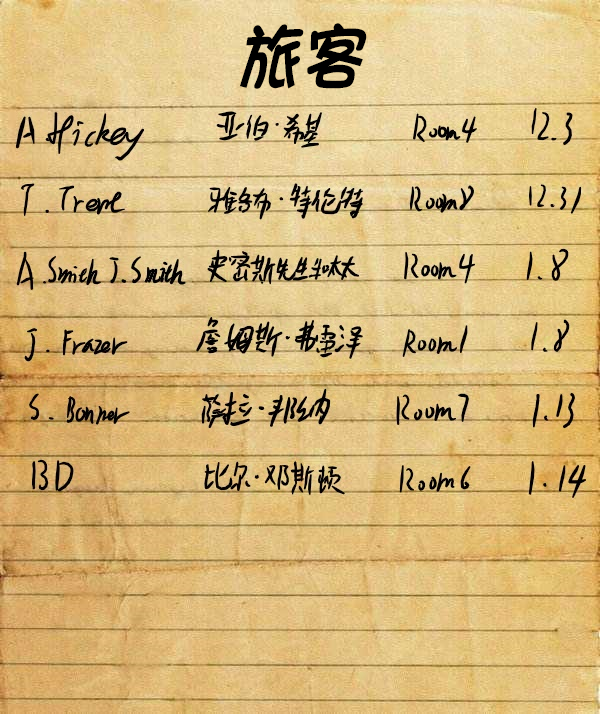 旅客
A Hickey 亚伯·希基 Room4 12.3
T. Trent 雅各布·特伦特 Room8 12.31
A. Smith J. Smith 史密斯先生和太太 Room4 1.8
J. Frazer 詹姆斯·弗雷泽 Room1 1.8
S. Bonner 萨拉·邦纳 Room7 1.13
BD 比尔·邓斯顿 Room6 1.14